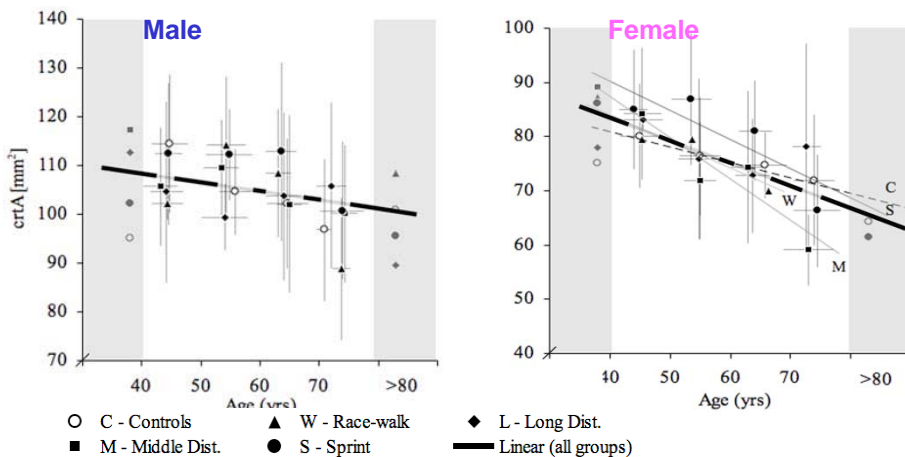 Male
Female
crtA [mm²]
140
130
120
110
100
90
80
70
40
50
60
70
>80
Age (yrs)
100
90
80
70
60
50
40
C
S
W
M
40
50
60
70
>80
Age (yrs)
C - Controls
W - Race-walk
L - Long Dist.
M - Middle Dist.
S - Sprint
Linear (all groups)